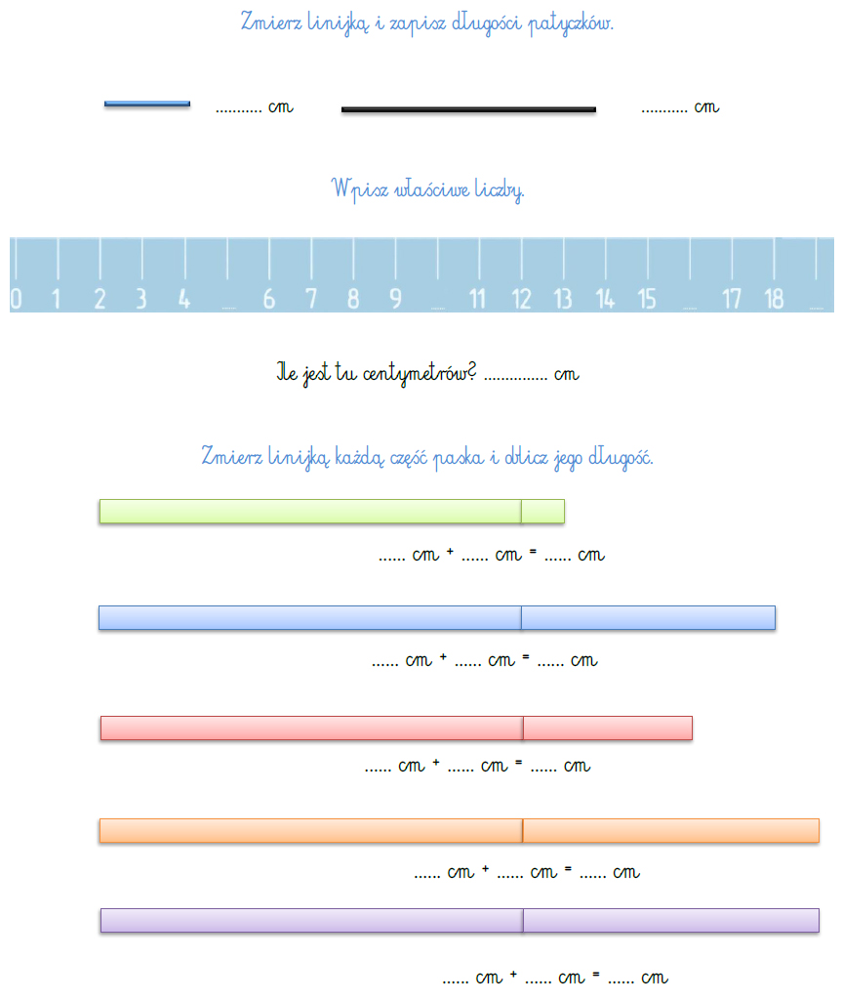 Zmierz linijką i zapisz długości patyczków.
........... cm ........... cm
Wpisz właściwe liczby.
0 1 2 3 4 ...... 6 7 8 9 ...... 11 12 13 14 15 ...... 17 18 ......
Ile jest tu centymetrów? ............... cm
Zmierz linijką każdą część paska i oblicz jego długość.
...... cm + ...... cm = ...... cm
...... cm + ...... cm = ...... cm
...... cm + ...... cm = ...... cm
...... cm + ...... cm = ...... cm
...... cm + ...... cm = ...... cm